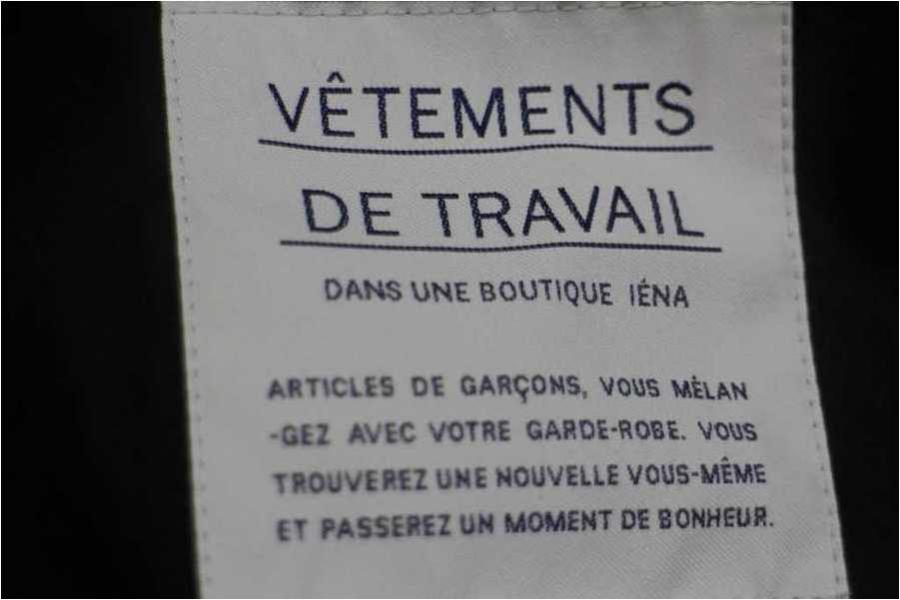 VÊTEMENTS
DE TRAVAIL
DANS UNE BOUTIQUE IÉNA
ARTICLES DE GARÇONS, VOUS MÉLAN
-GEZ AVEC VOTRE GARDE-ROBE. VOUS
TROUVEREZ UNE NOUVELLE VOUS-MÊME
ET PASSEREZ UN MOMENT DE BONHEUR.